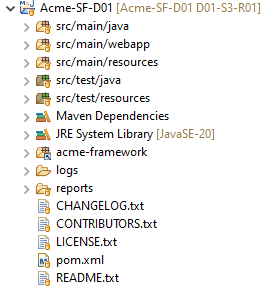 Acme-SF-D01 [Acme-SF-D01 D01-S3-R01]
src/main/java
src/main/webapp
src/main/resources
src/test/java
src/test/resources
Maven Dependencies
JRE System Library [JavaSE-20]
acme-framework
logs
reports
CHANGELOG.txt
CONTRIBUTORS.txt
LICENSE.txt
pom.xml
README.txt